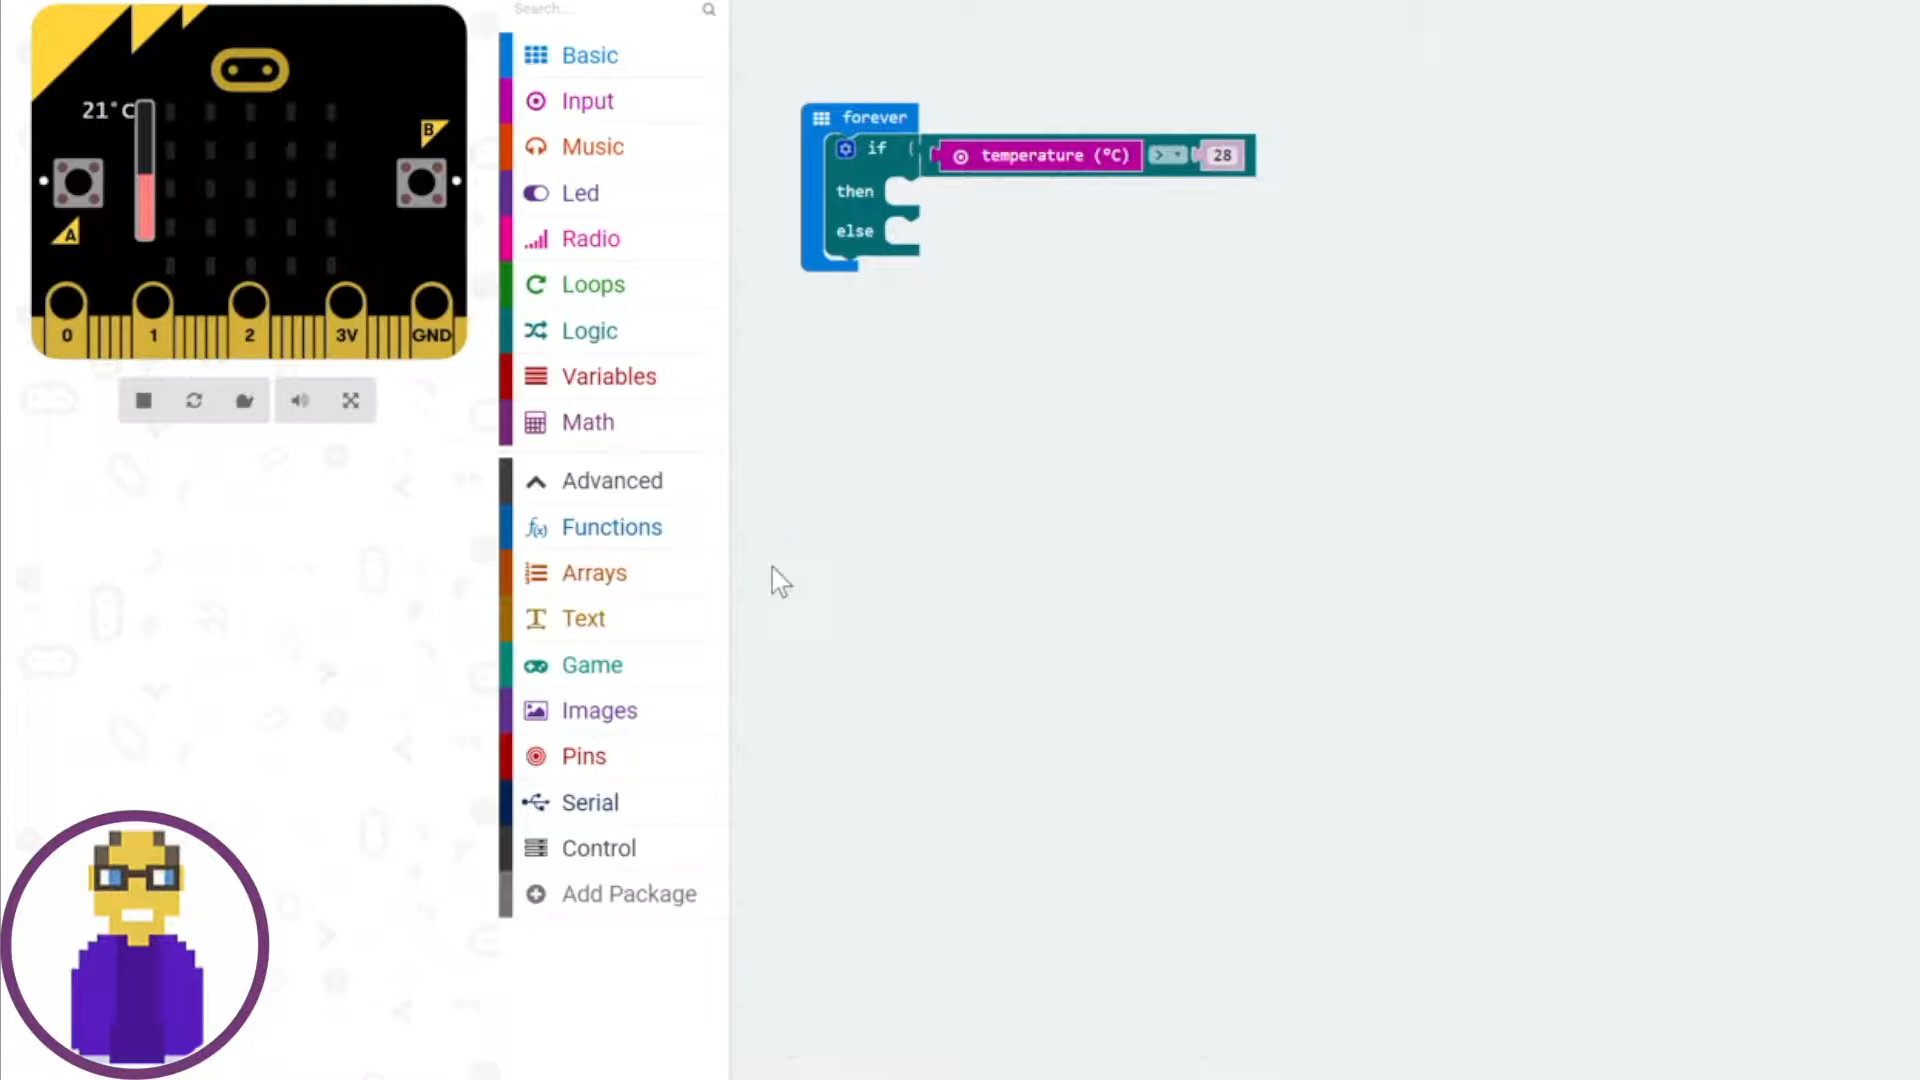 21°C
B
A
0 1 2 3V GND
Search...
Basic
Input
Music
Led
Radio
Loops
Logic
Variables
Math
Advanced
f(x) Functions
Arrays
Text
Game
Images
Pins
Serial
Control
Add Package
forever
if temperature (°C) > 28
then
else